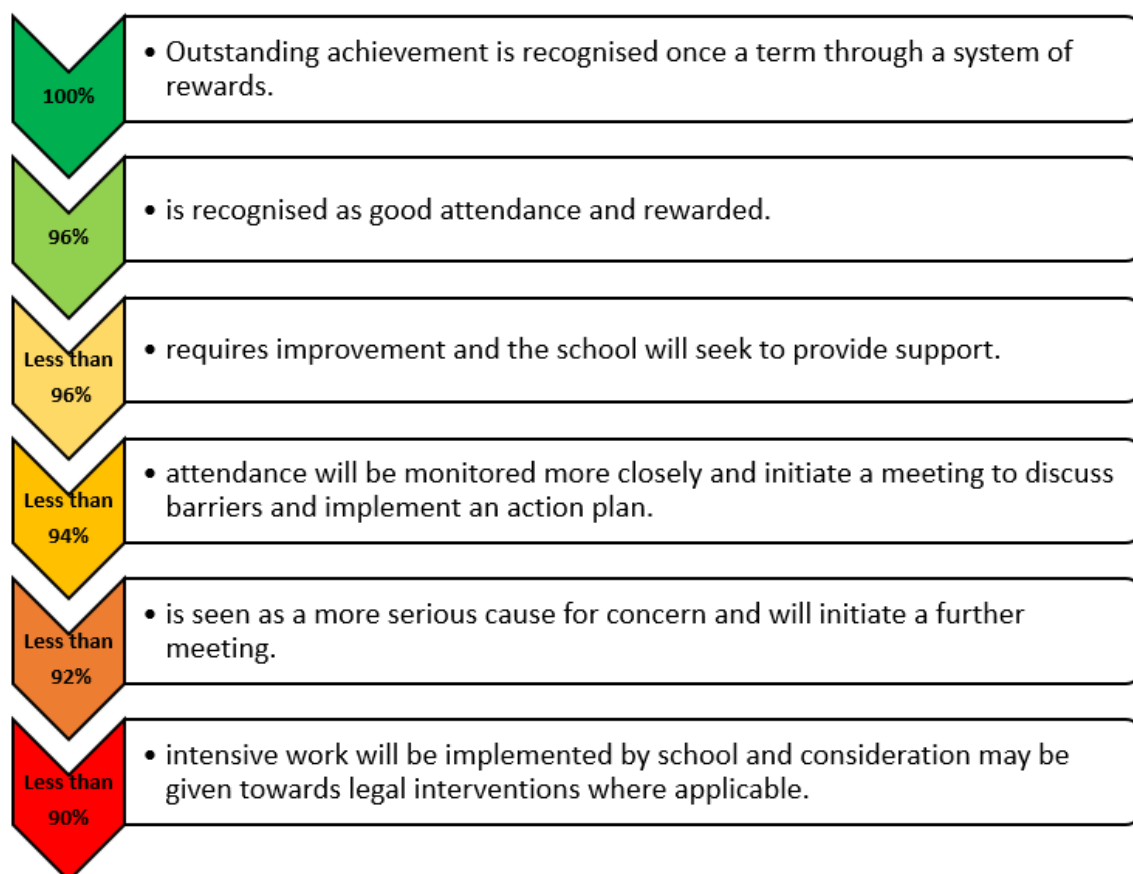 100%
• Outstanding achievement is recognised once a term through a system of
rewards.
96%
• is recognised as good attendance and rewarded.
Less than
96%
• requires improvement and the school will seek to provide support.
Less than
94%
• attendance will be monitored more closely and initiate a meeting to discuss
barriers and implement an action plan.
Less than
92%
• is seen as a more serious cause for concern and will initiate a further
meeting.
Less than
90%
• intensive work will be implemented by school and consideration may be
given towards legal interventions where applicable.